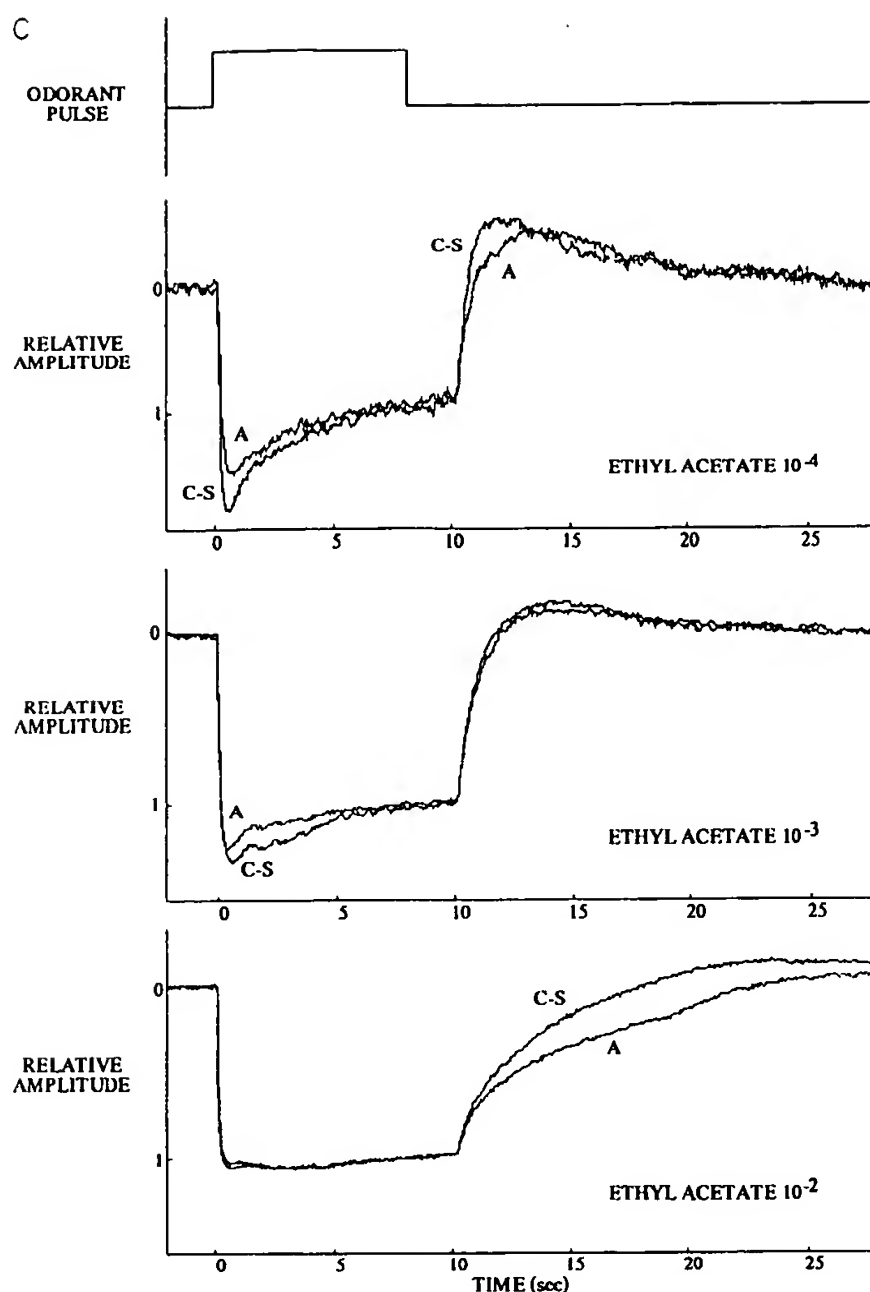 C
ODORANT
PULSE
C-S
A
0
RELATIVE
AMPLITUDE
1
A
C-S
ETHYL ACETATE 10-4
0 5 10 15 20 25
0
RELATIVE
AMPLITUDE
1
A
C-S
ETHYL ACETATE 10-3
0 5 10 15 20 25
0
C-S
A
RELATIVE
AMPLITUDE
1
ETHYL ACETATE 10-2
0 5 10 15 20 25
TIME (sec)